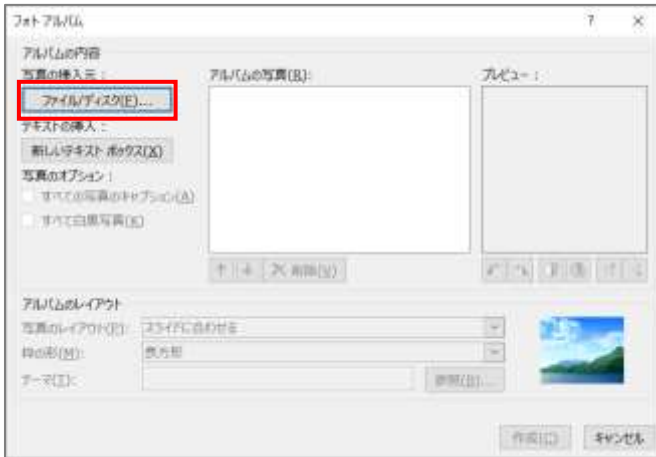 フォト アルバム ? ×
アルバムの内容
写真の挿入元:
ファイル/ディスク(F)...
テキストの挿入:
新しいテキスト ボックス(X)
写真のオプション:
すべての写真のキャプション(A)
すべて白黒写真(K)
アルバムの写真(R):
↑ ↓ × 削除(V)
プレビュー:
アルバムのレイアウト
写真のレイアウト(P): スライドに合わせる
枠の形(M): 長方形
テーマ(T): 参照(B)...
作成(C) キャンセル